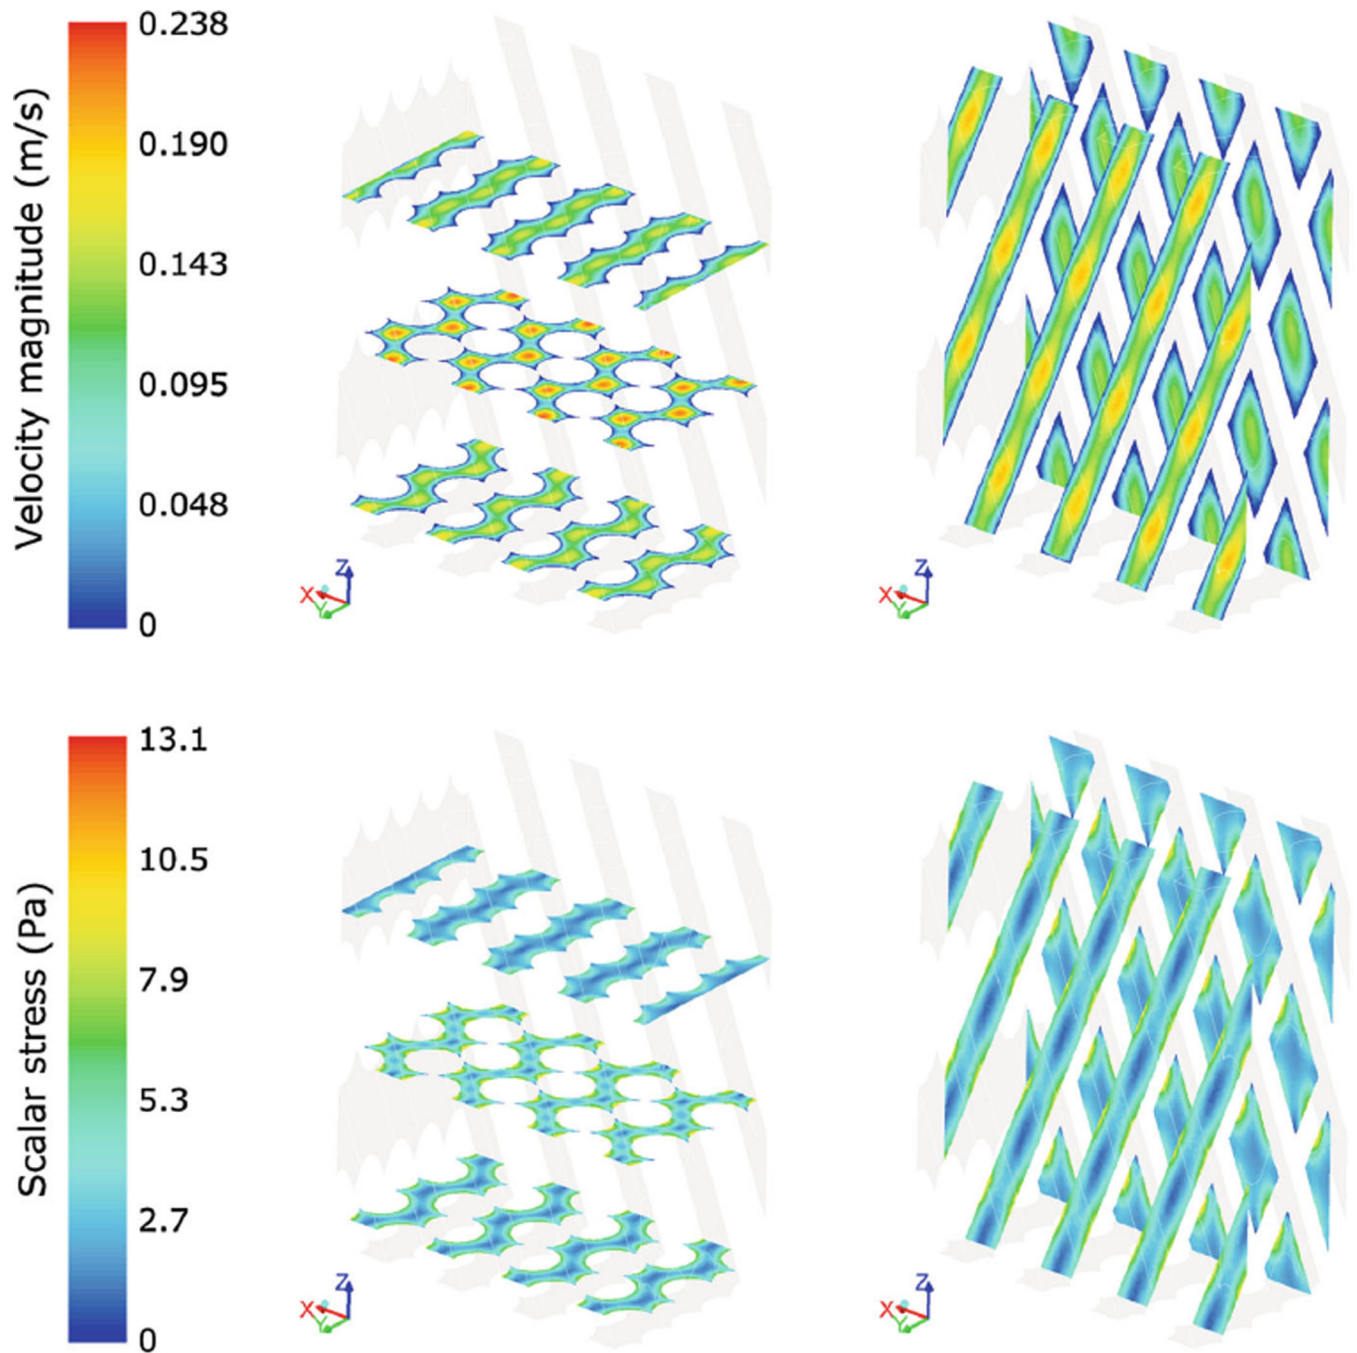 Velocity magnitude (m/s)
0.238
0.190
0.143
0.095
0.048
0
Z
X
Y
Z
X
Y
Scalar stress (Pa)
13.1
10.5
7.9
5.3
2.7
0
Z
X
Y
Z
X
Y